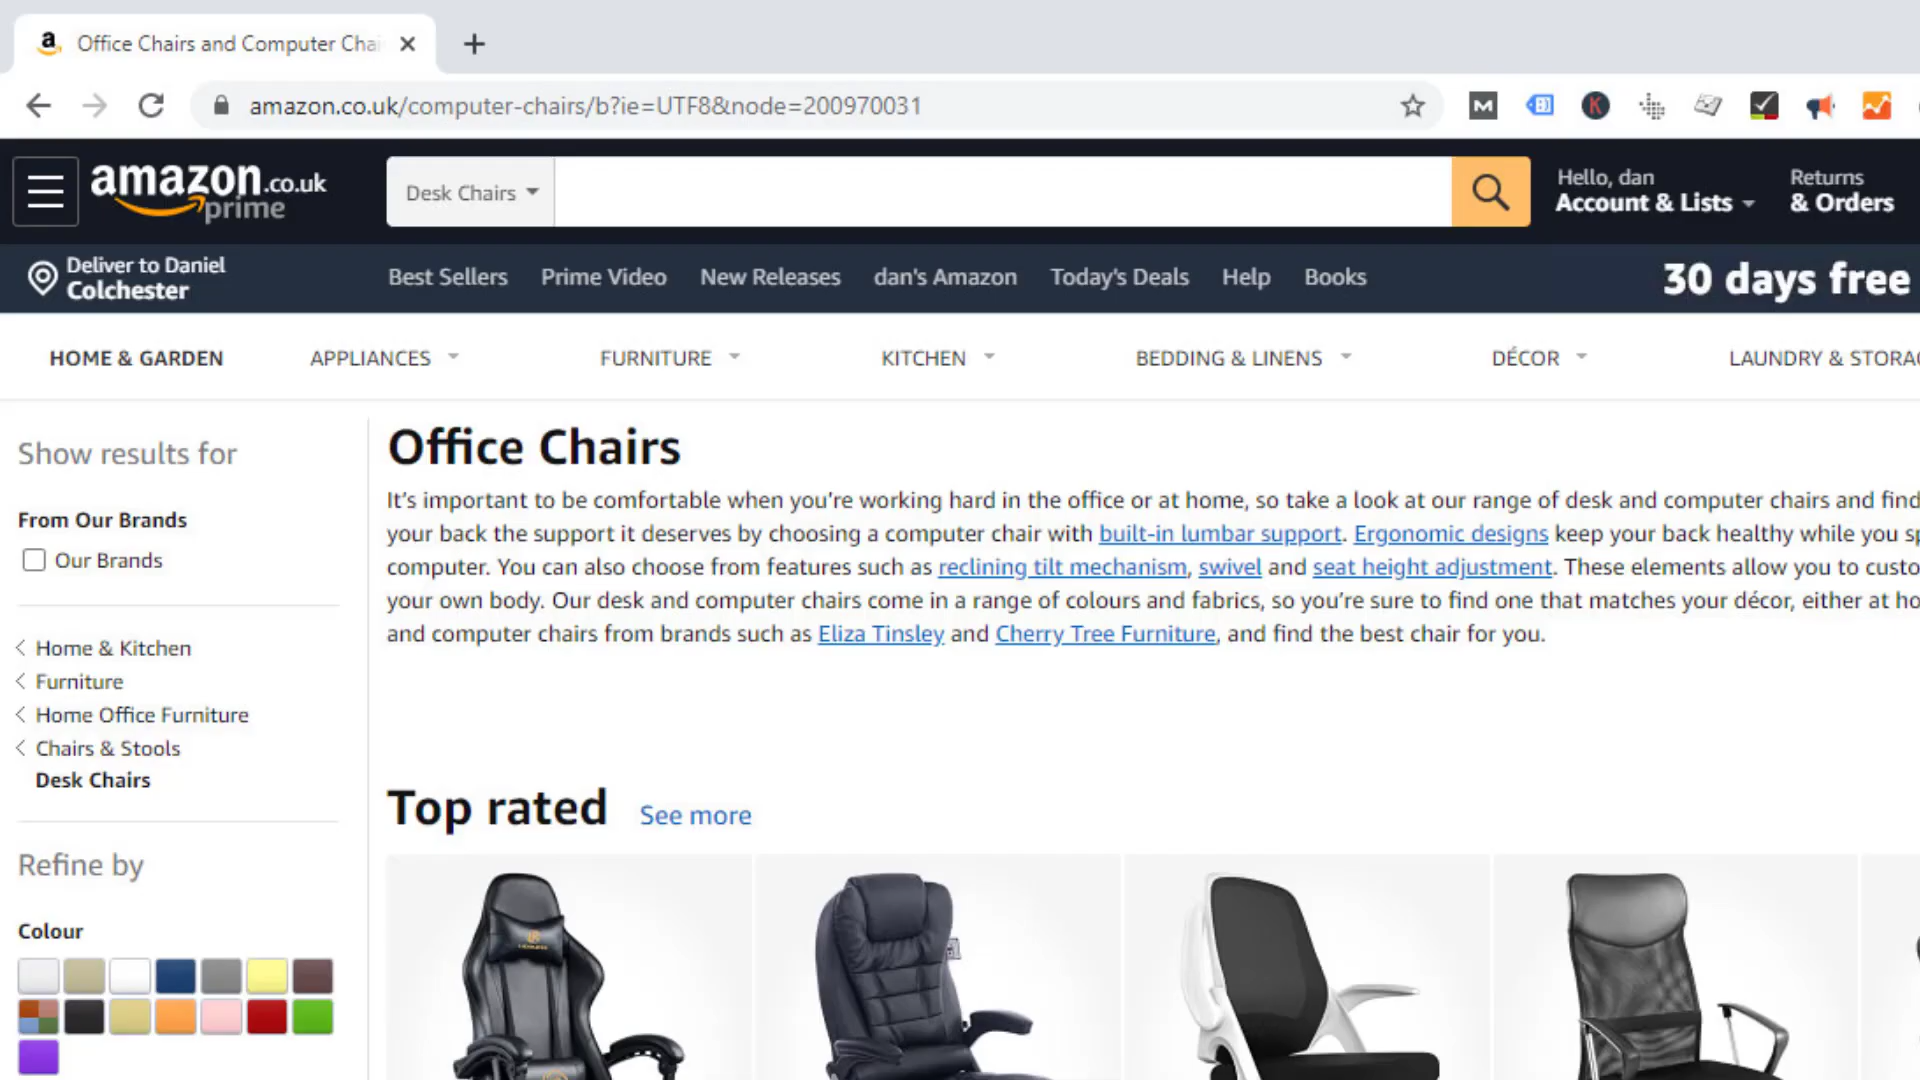 Office Chairs and Computer Chai
amazon.co.uk/computer-chairs/b?ie=UTF8&node=200970031
amazon.co.uk
prime
Desk Chairs
Hello, dan
Account & Lists
Returns
& Orders
Deliver to Daniel
Colchester
Best Sellers
Prime Video
New Releases
dan's Amazon
Today's Deals
Help
Books
30 days free
HOME & GARDEN
APPLIANCES
FURNITURE
KITCHEN
BEDDING & LINENS
DÉCOR
LAUNDRY & STORAG
Show results for
From Our Brands
Our Brands
Home & Kitchen
Furniture
Home Office Furniture
Chairs & Stools
Desk Chairs
Refine by
Colour
Office Chairs
It's important to be comfortable when you're working hard in the office or at home, so take a look at our range of desk and computer chairs and find
your back the support it deserves by choosing a computer chair with built-in lumbar support. Ergonomic designs keep your back healthy while you sp
computer. You can also choose from features such as reclining tilt mechanism, swivel and seat height adjustment. These elements allow you to custo
your own body. Our desk and computer chairs come in a range of colours and fabrics, so you're sure to find one that matches your décor, either at ho
and computer chairs from brands such as Eliza Tinsley and Cherry Tree Furniture, and find the best chair for you.
Top rated
See more